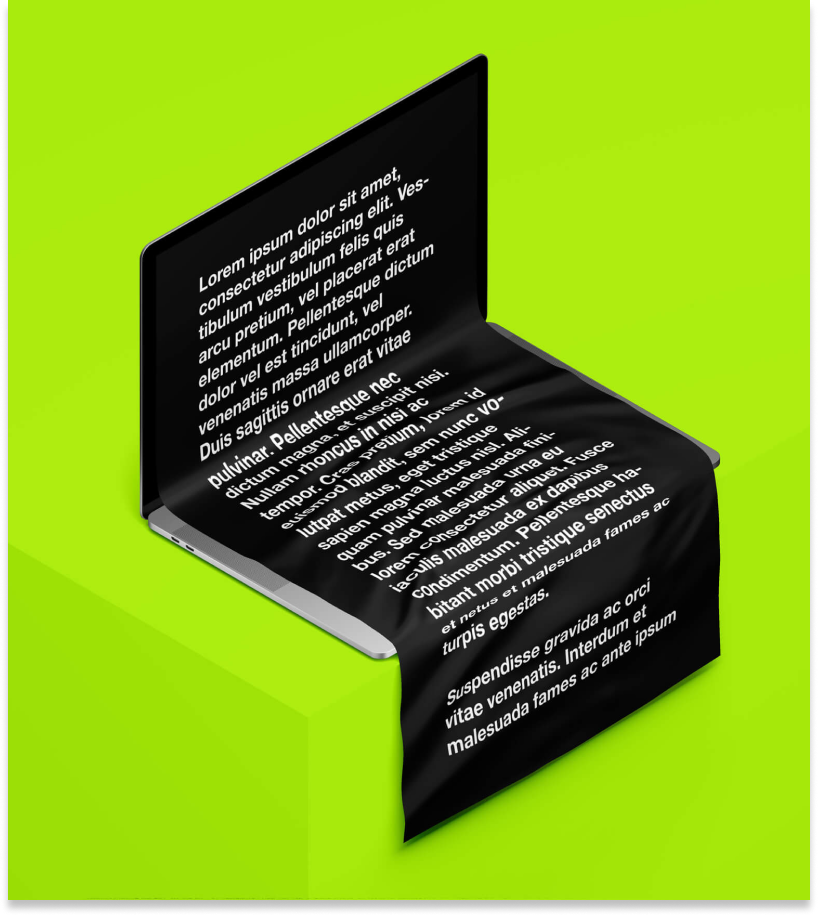 Lorem ipsum dolor sit amet,
consectetur adipiscing elit. Ves-
tibulum vestibulum felis quis
arcu pretium, vel placerat erat
elementum. Pellentesque dictum
dolor vel est tincidunt, vel
venenatis massa ullamcorper.
Duis sagittis ornare erat vitae
pulvinar. Pellentesque nec
dictum magna, et suscipit nisi.
Nullam rhoncus in nisi ac
tempor. Cras pretium, lorem id
euismod blandit, sem nunc vo-
lutpat metus, eget tristique
sapien magna luctus nisl. Ali-
quam pulvinar malesuada fini-
bus. Sed malesuada urna eu
lorem consectetur aliquet. Fusce
iaculis malesuada ex dapibus
condimentum. Pellentesque ha-
bitant morbi tristique senectus
et netus et malesuada fames ac
turpis egestas.
Suspendisse gravida ac orci
vitae venenatis. Interdum et
malesuada fames ac ante ipsum